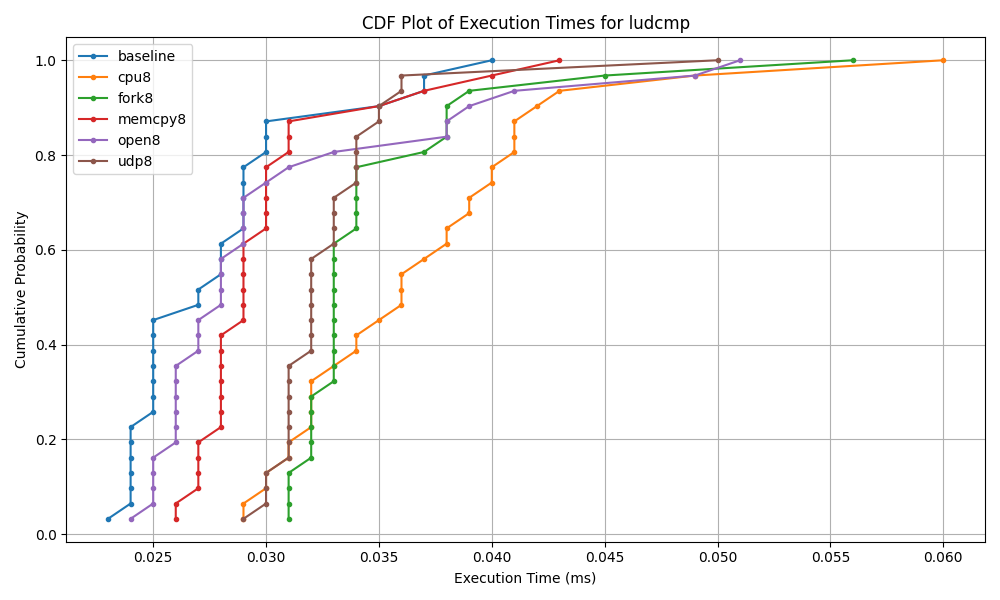 CDF Plot of Execution Times for ludcmp
baseline
cpu8
fork8
memcpy8
open8
udp8
1.0
0.8
0.6
0.4
0.2
0.0
Cumulative Probability
0.025 0.030 0.035 0.040 0.045 0.050 0.055 0.060
Execution Time (ms)